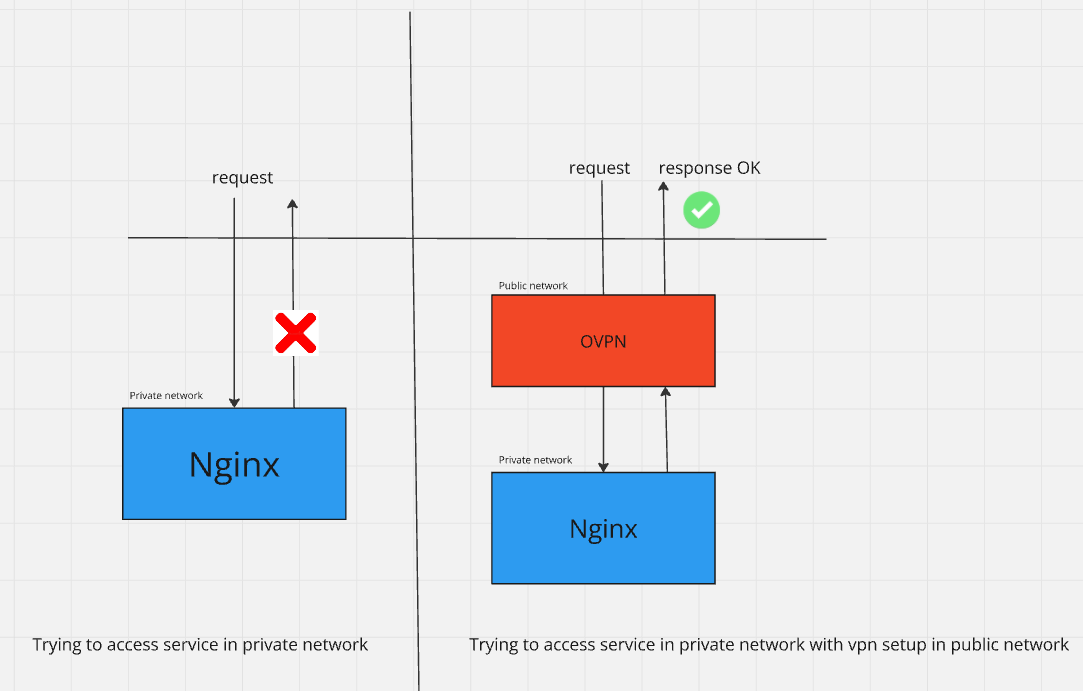 request
Private network
Nginx
Trying to access service in private network
request
response OK
Public network
OVPN
Private network
Nginx
Trying to access service in private network with vpn setup in public network